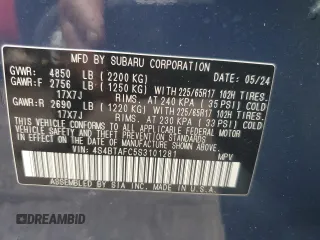 MFD BY SUBARU CORPORATION
GVWR: 4850 LB (2200 KG) DATE: 05/24
GAWR:F 2756 LB (1250 KG) WITH 225/65R17 102H TIRES,
17X7J RIMS, AT 240 KPA (35 PSI) COLD
GAWR:R 2690 LB (1220 KG) WITH 225/65R17 102H TIRES,
17X7J RIMS, AT 230 KPA (33 PSI) COLD
THIS VEHICLE CONFORMS TO ALL APPLICABLE FEDERAL MOTOR
VEHICLE SAFETY, BUMPER, AND THEFT PREVENTION STANDARDS
IN EFFECT ON THE DATE OF MANUFACTURE SHOWN ABOVE.
VIN: 4S4BTAFC5S3101281 MPV
ASSEMBLED BY SIA INC. MADE IN U.S.A.
© Dreambid